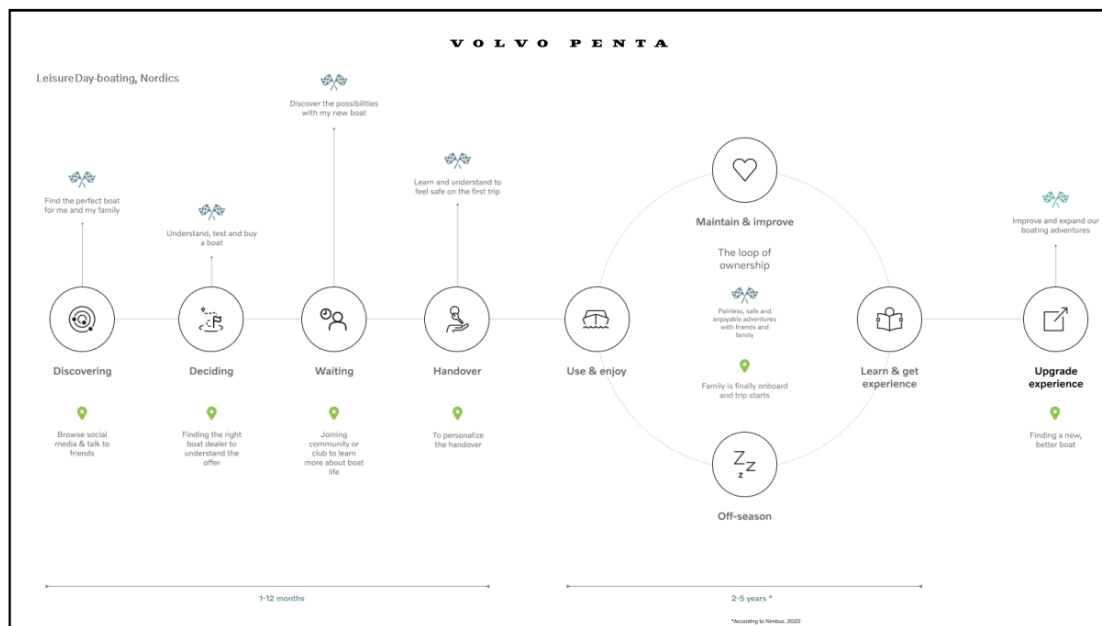 VOLVO PENTA
Leisure Day-boating, Nordics
Discover the possibilities
with my new boat
Find the perfect boat
for me and my family
Understand, test and buy
a boat
Learn and understand to
feel safe on the first trip
Improve and expand our
boating adventures
Discovering
Deciding
Waiting
Handover
Use & enjoy
Maintain & improve
The loop of
ownership
Painless, safe and
enjoyable adventures
with friends and
family
Family is finally onboard
and trip starts
Learn & get
experience
Upgrade
experience
Browse social
media & talk to
friends
Finding the right
boat dealer to
understand the
offer
Joining
community or
club to learn
more about boat
life
To personalize
the handover
Finding a new,
better boat
Z Z z
Off-season
1-12 months
2-5 years *
*According to Nimbus, 2022